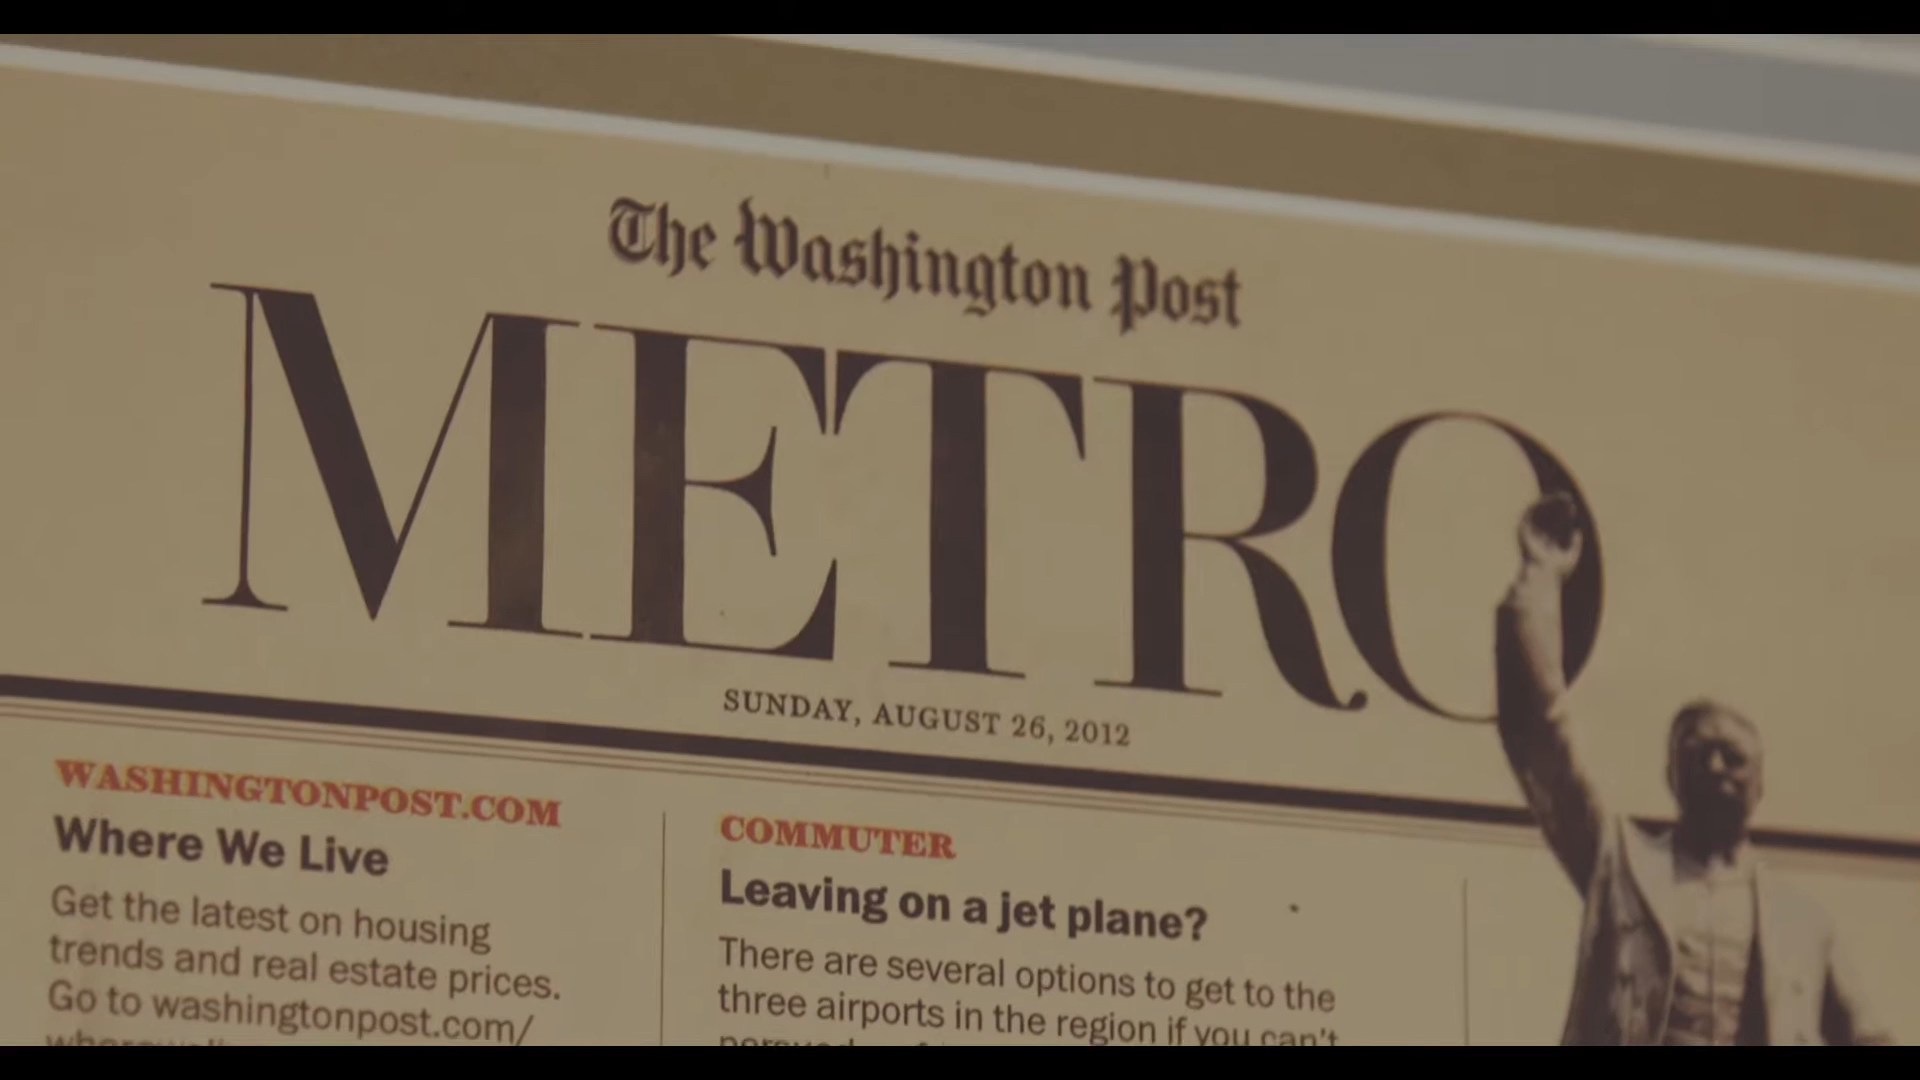 The Washington Post
METRO
SUNDAY, AUGUST 26, 2012
WASHINGTONPOST.COM
Where We Live
Get the latest on housing
trends and real estate prices.
Go to washingtonpost.com/
COMMUTER
Leaving on a jet plane?
There are several options to get to the
three airports in the region if you can't